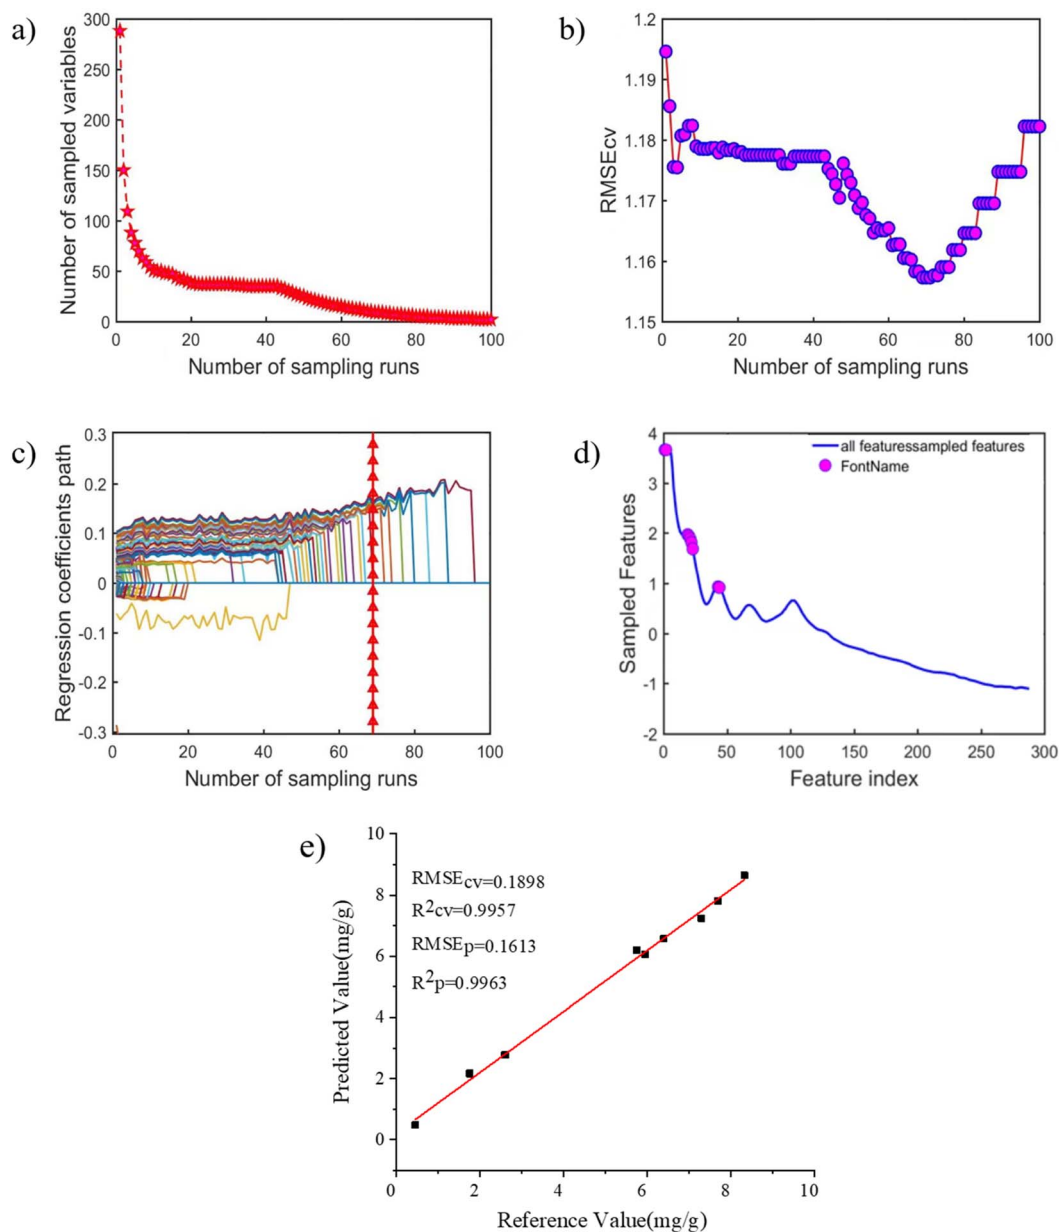 a)
300
250
200
150
100
50
0
Number of sampled variables
0 20 40 60 80 100
Number of sampling runs
b)
1.2
1.19
1.18
1.17
1.16
1.15
RMSEcv
0 20 40 60 80 100
Number of sampling runs
c)
0.3
0.2
0.1
0
-0.1
-0.2
-0.3
Regression coefficients path
0 20 40 60 80 100
Number of sampling runs
d)
4
3
2
1
0
-1
-2
Sampled Features
all featuressampled features
FontName
0 50 100 150 200 250 300
Feature index
e)
10
8
6
4
2
0
Predicted Value(mg/g)
RMSEcv=0.1898
R2cv=0.9957
RMSEp=0.1613
R2p=0.9963
0 2 4 6 8 10
Reference Value(mg/g)